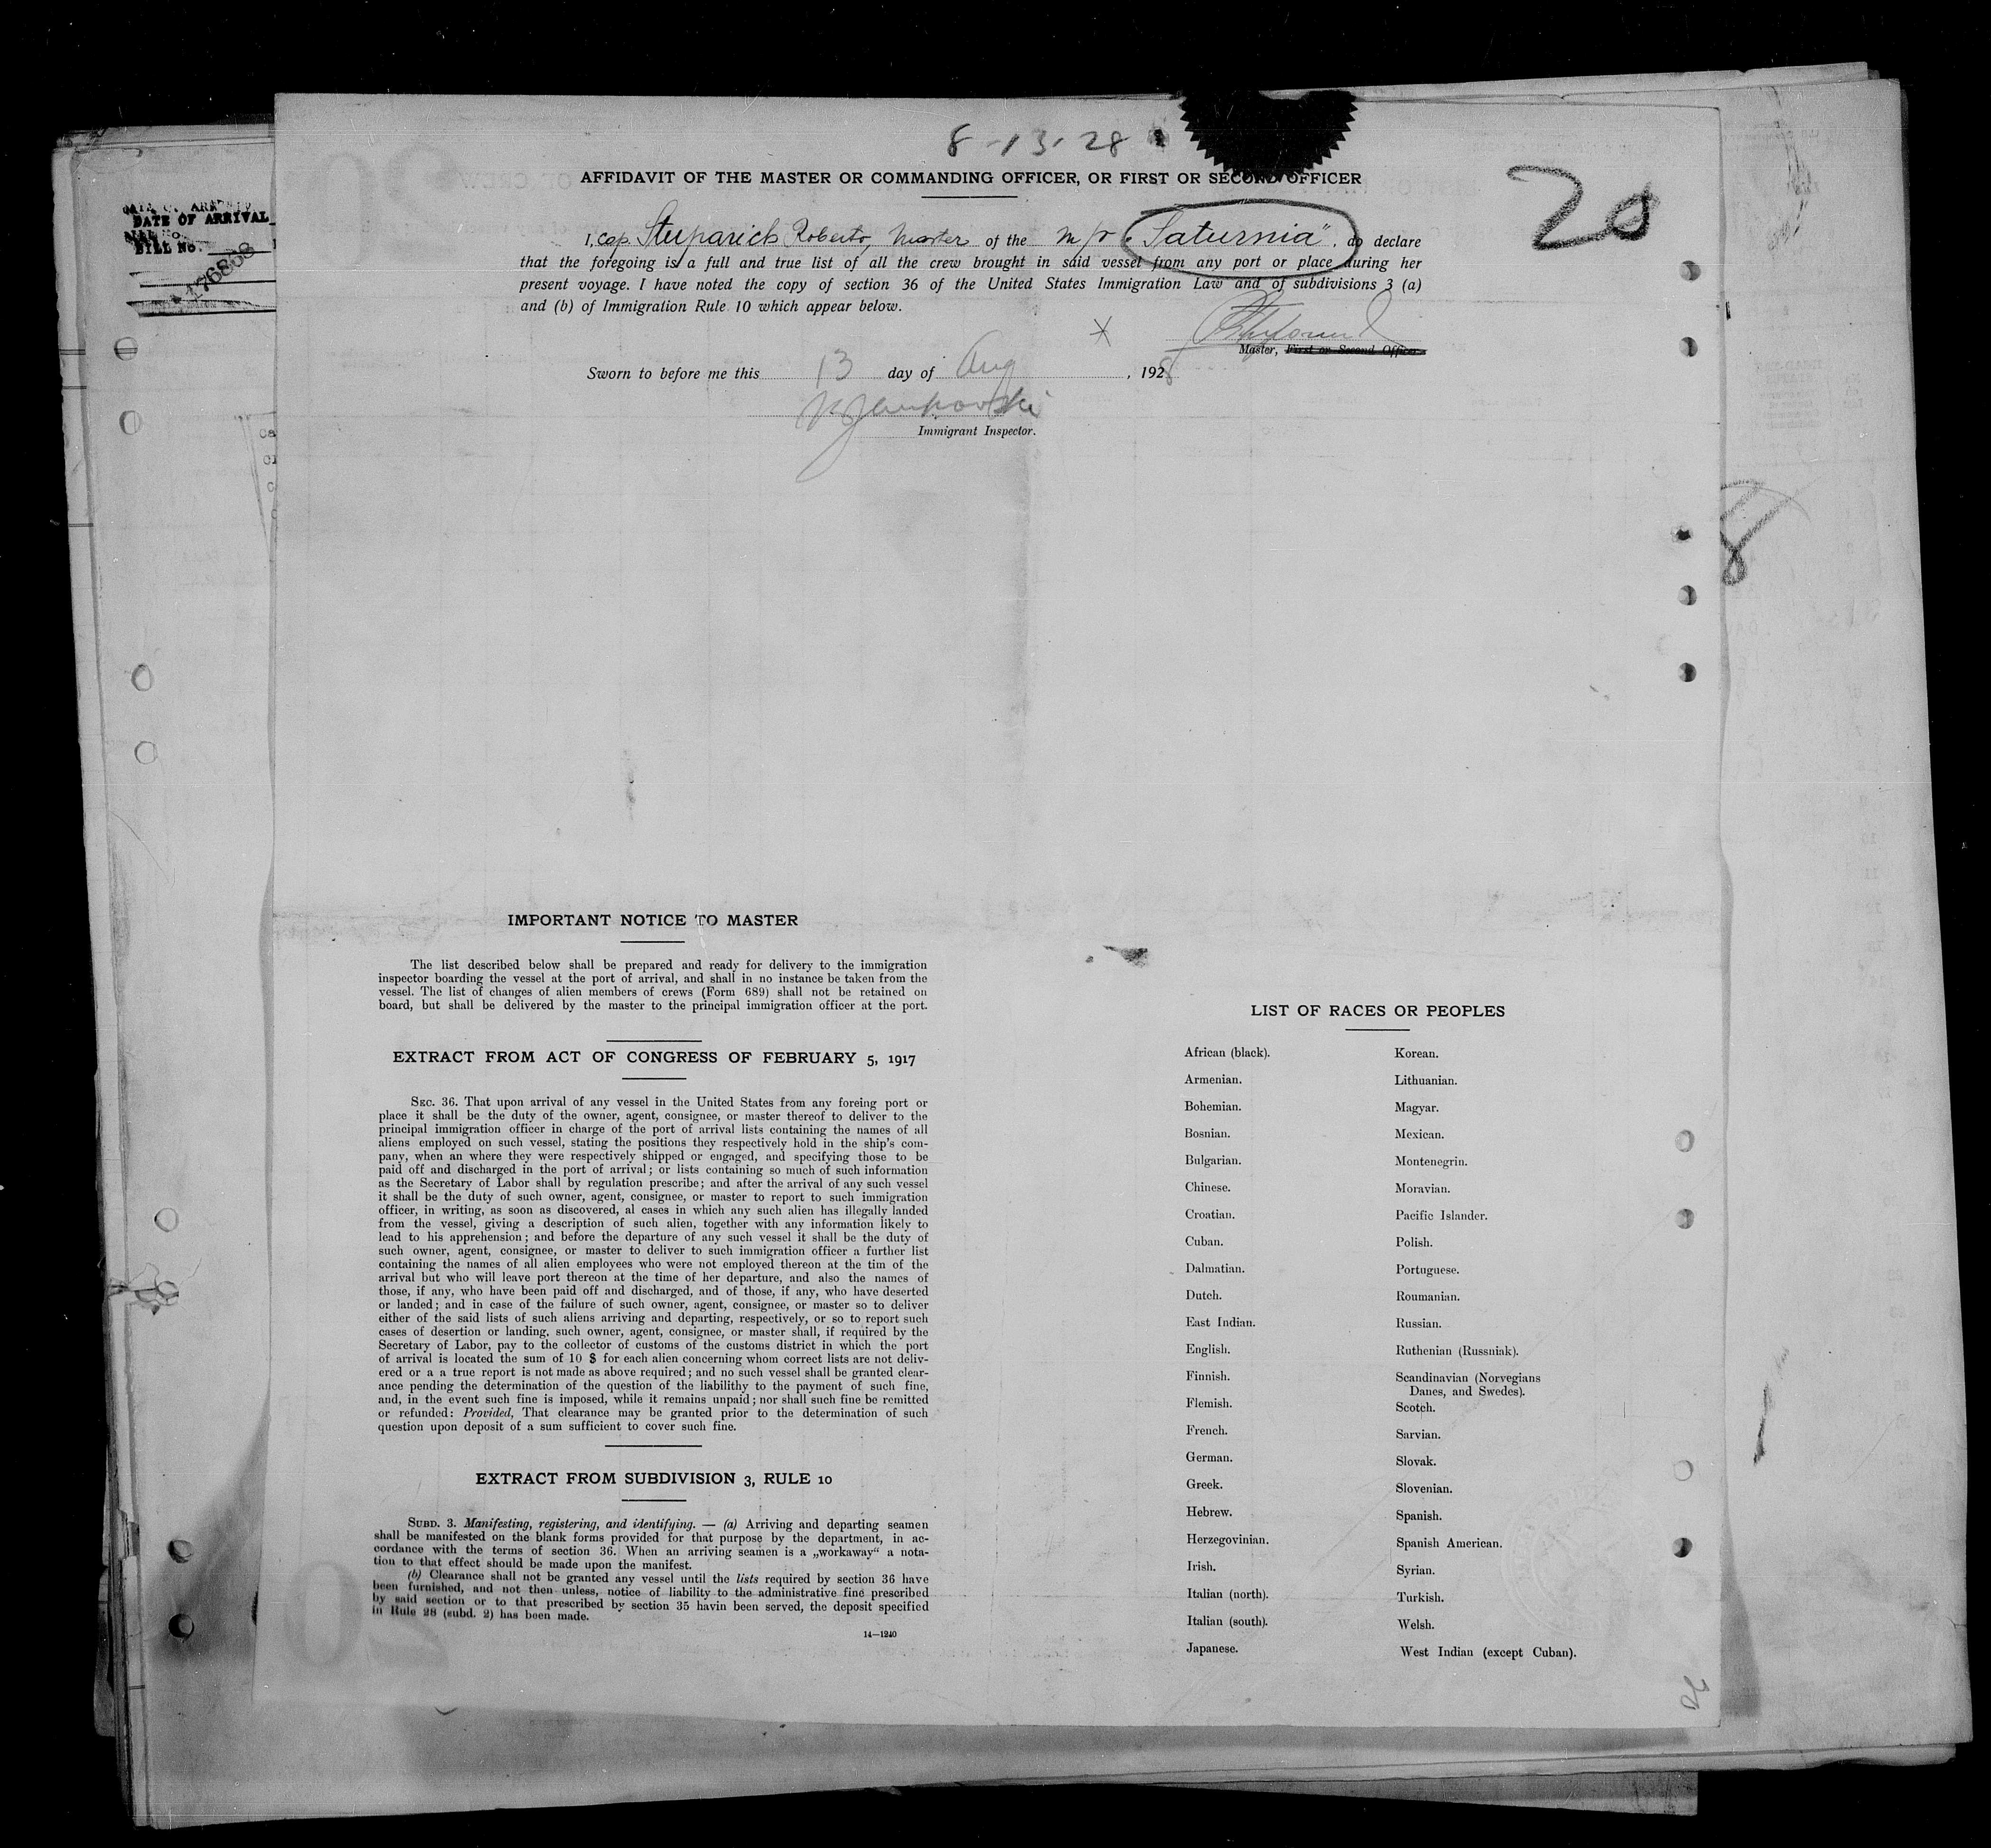 8-13-28
AFFIDAVIT OF THE MASTER OR COMMANDING OFFICER, OR FIRST OR SECOND OFFICER
20
DATE OF ARRIVAL
BILL No.
176868
I, cap. Stuparich Roberto, Master of the m/v "Saturnia", do declare
that the foregoing is a full and true list of all the crew brought in said vessel from any port or place during her
present voyage. I have noted the copy of section 36 of the United States Immigration Law and of subdivisions 3 (a)
and (b) of Immigration Rule 10 which appear below.
Master, First or Second Officer
Sworn to before me this 13 day of Aug, 1928
Immigrant Inspector.
IMPORTANT NOTICE TO MASTER
The list described below shall be prepared and ready for delivery to the immigration
inspector boarding the vessel at the port of arrival, and shall in no instance be taken from the
vessel. The list of changes of alien members of crews (Form 689) shall not be retained on
board, but shall be delivered by the master to the principal immigration officer at the port.
EXTRACT FROM ACT OF CONGRESS OF FEBRUARY 5, 1917
SEC. 36. That upon arrival of any vessel in the United States from any foreing port or
place it shall be the duty of the owner, agent, consignee, or master thereof to deliver to the
principal immigration officer in charge of the port of arrival lists containing the names of all
aliens employed on such vessel, stating the positions they respectively hold in the ship's com-
pany, when an where they were respectively shipped or engaged, and specifying those to be
paid off and discharged in the port of arrival; or lists containing so much of such information
as the Secretary of Labor shall by regulation prescribe; and after the arrival of any such vessel
it shall be the duty of such owner, agent, consignee, or master to report to such immigration
officer, in writing, as soon as discovered, al cases in which any such alien has illegally landed
from the vessel, giving a description of such alien, together with any information likely to
lead to his apprehension; and before the departure of any such vessel it shall be the duty of
such owner, agent, consignee, or master to deliver to such immigration officer a further list
containing the names of all alien employees who were not employed thereon at the tim of the
arrival but who will leave port thereon at the time of her departure, and also the names of
those, if any, who have been paid off and discharged, and of those, if any, who have deserted
or landed; and in case of the failure of such owner, agent, consignee, or master so to deliver
either of the said lists of such aliens arriving and departing, respectively, or so to report such
cases of desertion or landing, such owner, agent, consignee, or master shall, if required by the
Secretary of Labor, pay to the collector of customs of the customs district in which the port
of arrival is located the sum of 10 $ for each alien concerning whom correct lists are not deliv-
ered or a a true report is not made as above required; and no such vessel shall be granted clear-
ance pending the determination of the question of the liabilithy to the payment of such fine,
and, in the event such fine is imposed, while it remains unpaid; nor shall such fine be remitted
or refunded: Provided, That clearance may be granted prior to the determination of such
question upon deposit of a sum sufficient to cover such fine.
EXTRACT FROM SUBDIVISION 3, RULE 10
SUBD. 3. Manifesting, registering, and identifying. — (a) Arriving and departing seamen
shall be manifested on the blank forms provided for that purpose by the department, in ac-
cordance with the terms of section 36. When an arriving seamen is a „workaway“ a nota-
tion to that effect should be made upon the manifest.
(b) Clearance shall not be granted any vessel until the lists required by section 36 have
been furnished, and not then unless, notice of liability to the administrative fine prescribed
by said section or to that prescribed by section 35 havin been served, the deposit specified
in Rule 28 (subd. 2) has been made.
14—1240
LIST OF RACES OR PEOPLES
African (black).
Armenian.
Bohemian.
Bosnian.
Bulgarian.
Chinese.
Croatian.
Cuban.
Dalmatian.
Dutch.
East Indian.
English.
Finnish.
Flemish.
French.
German.
Greek.
Hebrew.
Herzegovinian.
Irish.
Italian (north).
Italian (south).
Japanese.
Korean.
Lithuanian.
Magyar.
Mexican.
Montenegrin.
Moravian.
Pacific Islander.
Polish.
Portuguese.
Roumanian.
Russian.
Ruthenian (Russniak).
Scandinavian (Norvegians
Danes, and Swedes).
Scotch.
Sarvian.
Slovak.
Slovenian.
Spanish.
Spanish American.
Syrian.
Turkish.
Welsh.
West Indian (except Cuban).
20